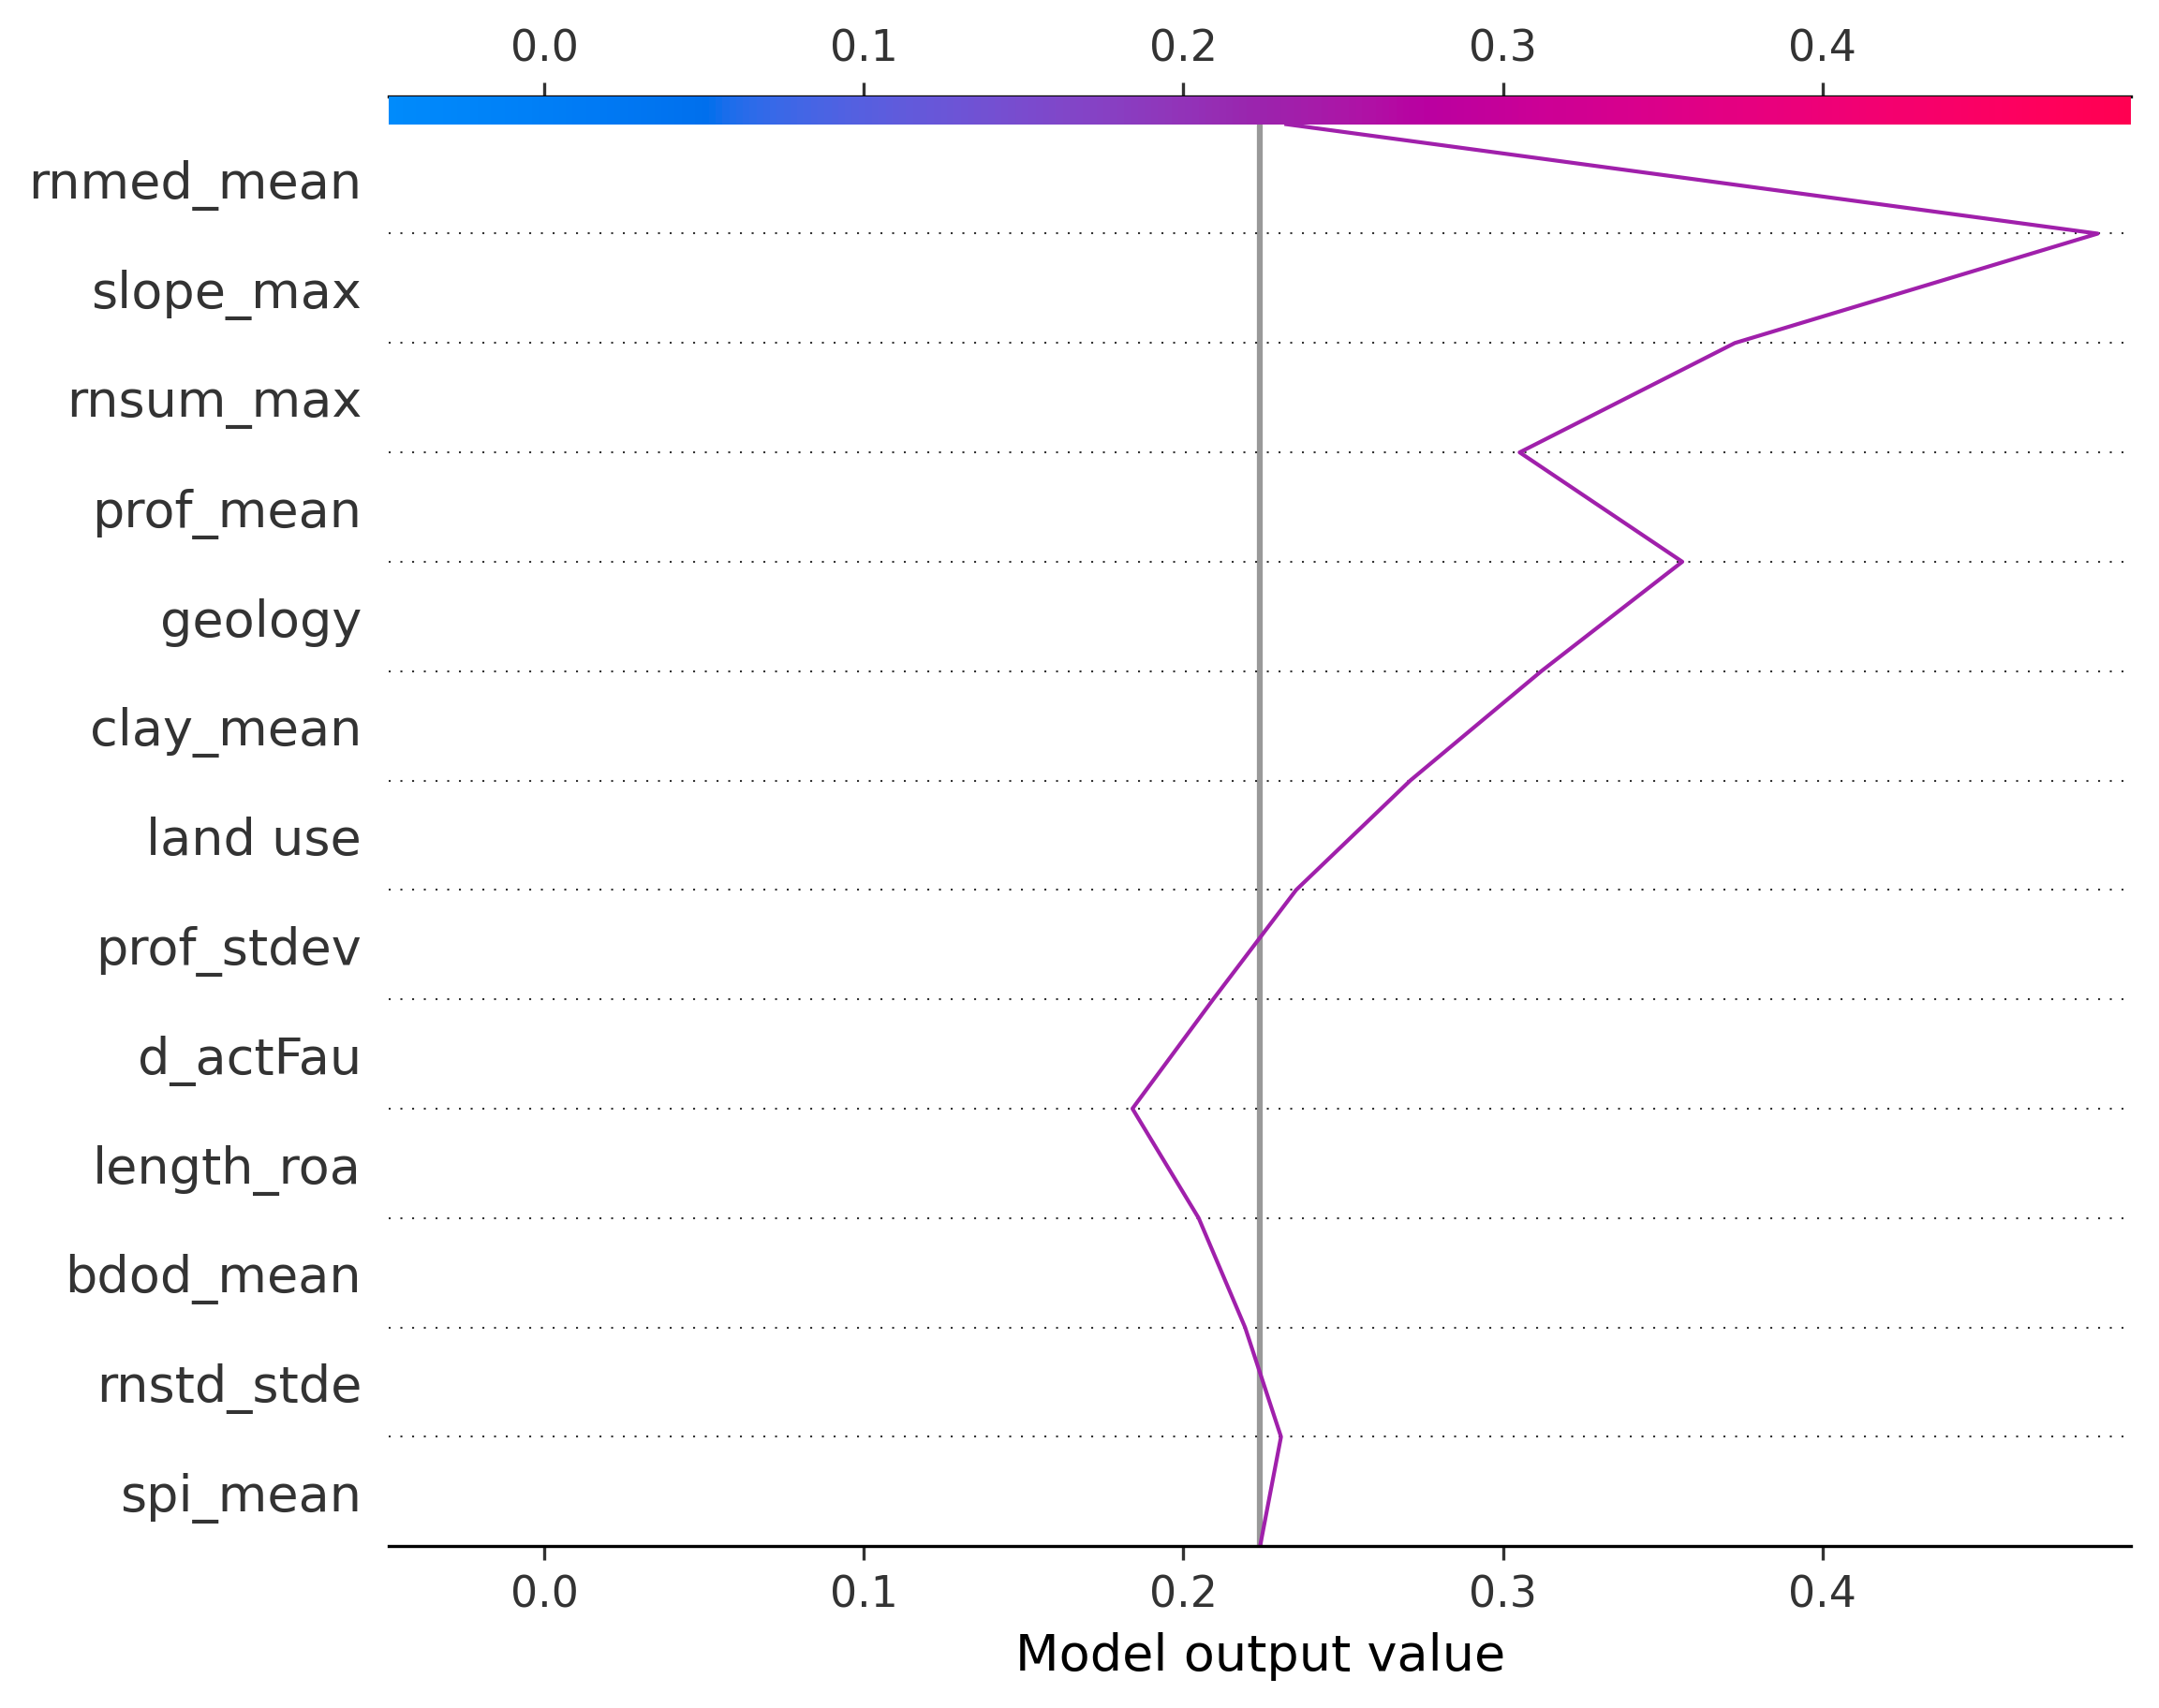 0.0 0.1 0.2 0.3 0.4
rnmed_mean
slope_max
rnsum_max
prof_mean
geology
clay_mean
land use
prof_stdev
d_actFau
length_roa
bdod_mean
rnstd_stde
spi_mean
0.0 0.1 0.2 0.3 0.4
Model output value